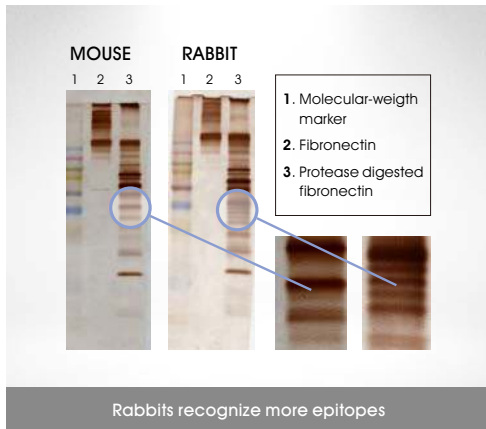 MOUSE RABBIT
1 2 3 1 2 3
1. Molecular-weigth
marker
2. Fibronectin
3. Protease digested
fibronectin
Rabbits recognize more epitopes